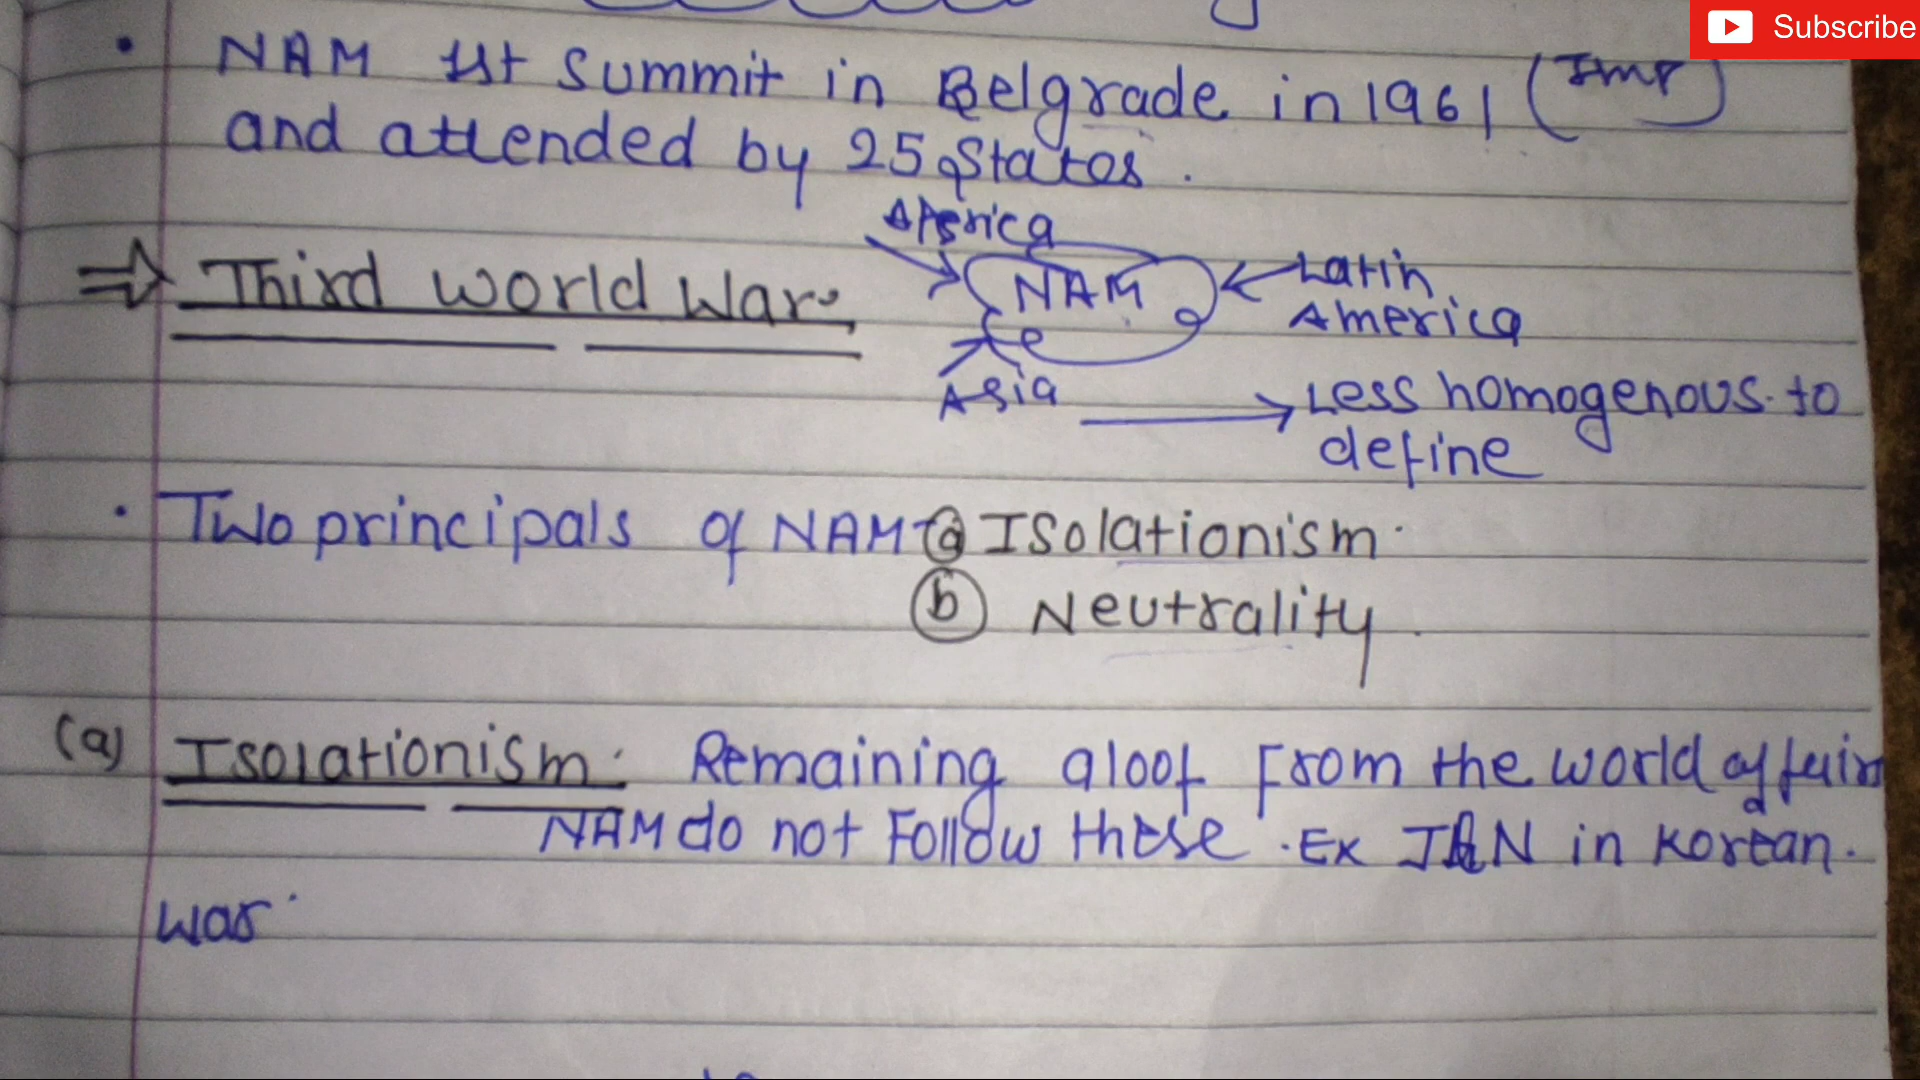 Subscribe
• NAM 1st Summit in Belgrade in 1961 (Imp)
and attended by 25 States.
Africa
⇒ Third World War
NAM
Latin
America
Asia → Less homogenous to
define
• Two principals of NAM (a) Isolationism.
(b) Neutrality.
(a) Isolationism: Remaining aloof from the world affairs
NAM do not Follow these. Ex JLN in Korean.
war.